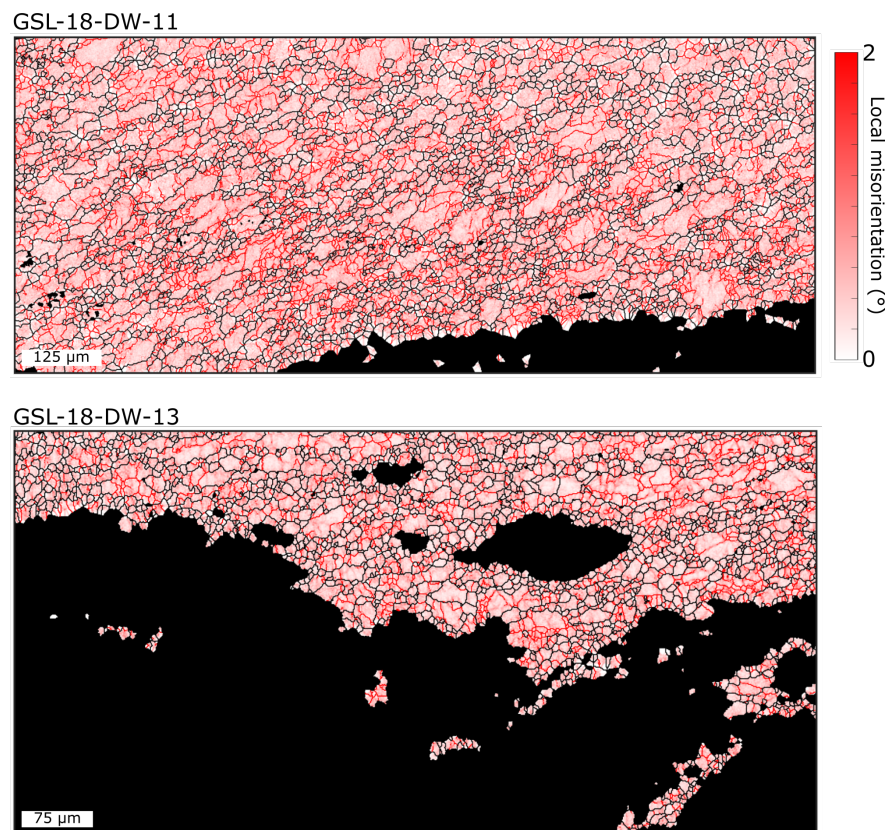 GSL-18-DW-11
2
Local misorientation (°)
0
125 µm
GSL-18-DW-13
75 µm